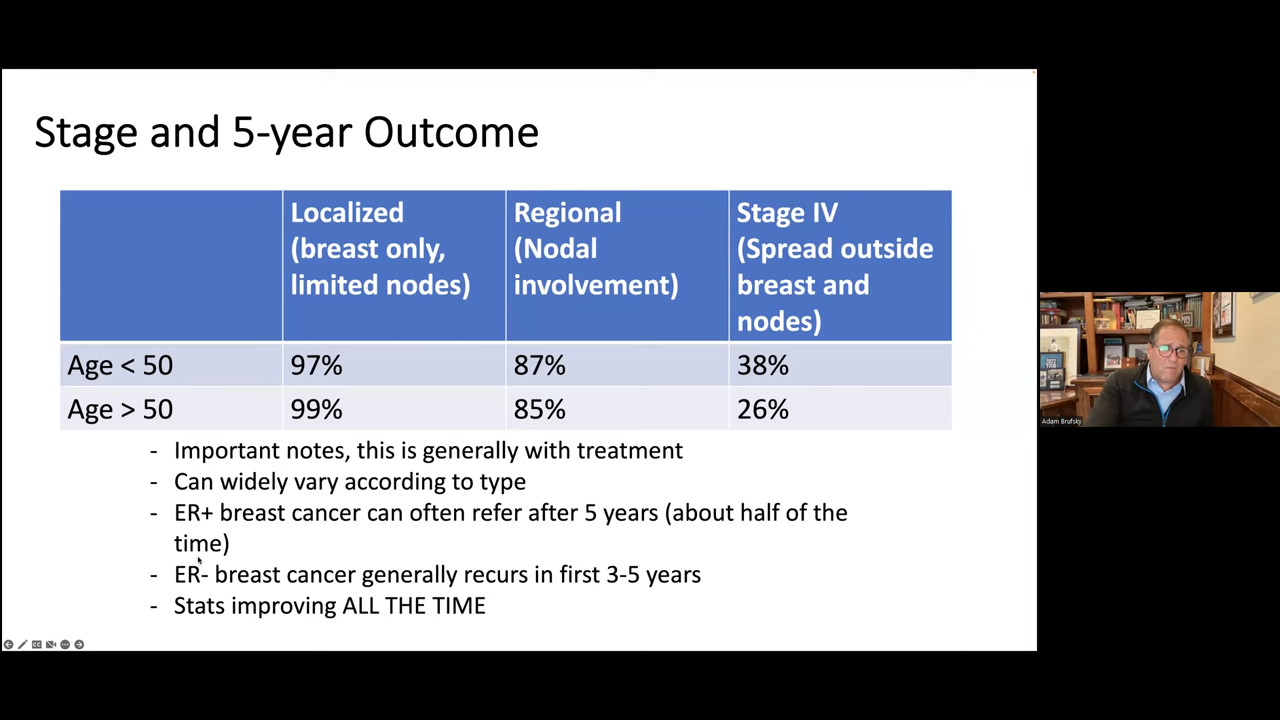 Stage and 5-year Outcome
Localized
(breast only,
limited nodes)
Regional
(Nodal
involvement)
Stage IV
(Spread outside
breast and
nodes)
Age < 50 97% 87% 38%
Age > 50 99% 85% 26%
- Important notes, this is generally with treatment
- Can widely vary according to type
- ER+ breast cancer can often refer after 5 years (about half of the
time)
- ER- breast cancer generally recurs in first 3-5 years
- Stats improving ALL THE TIME
Adam Brufsky